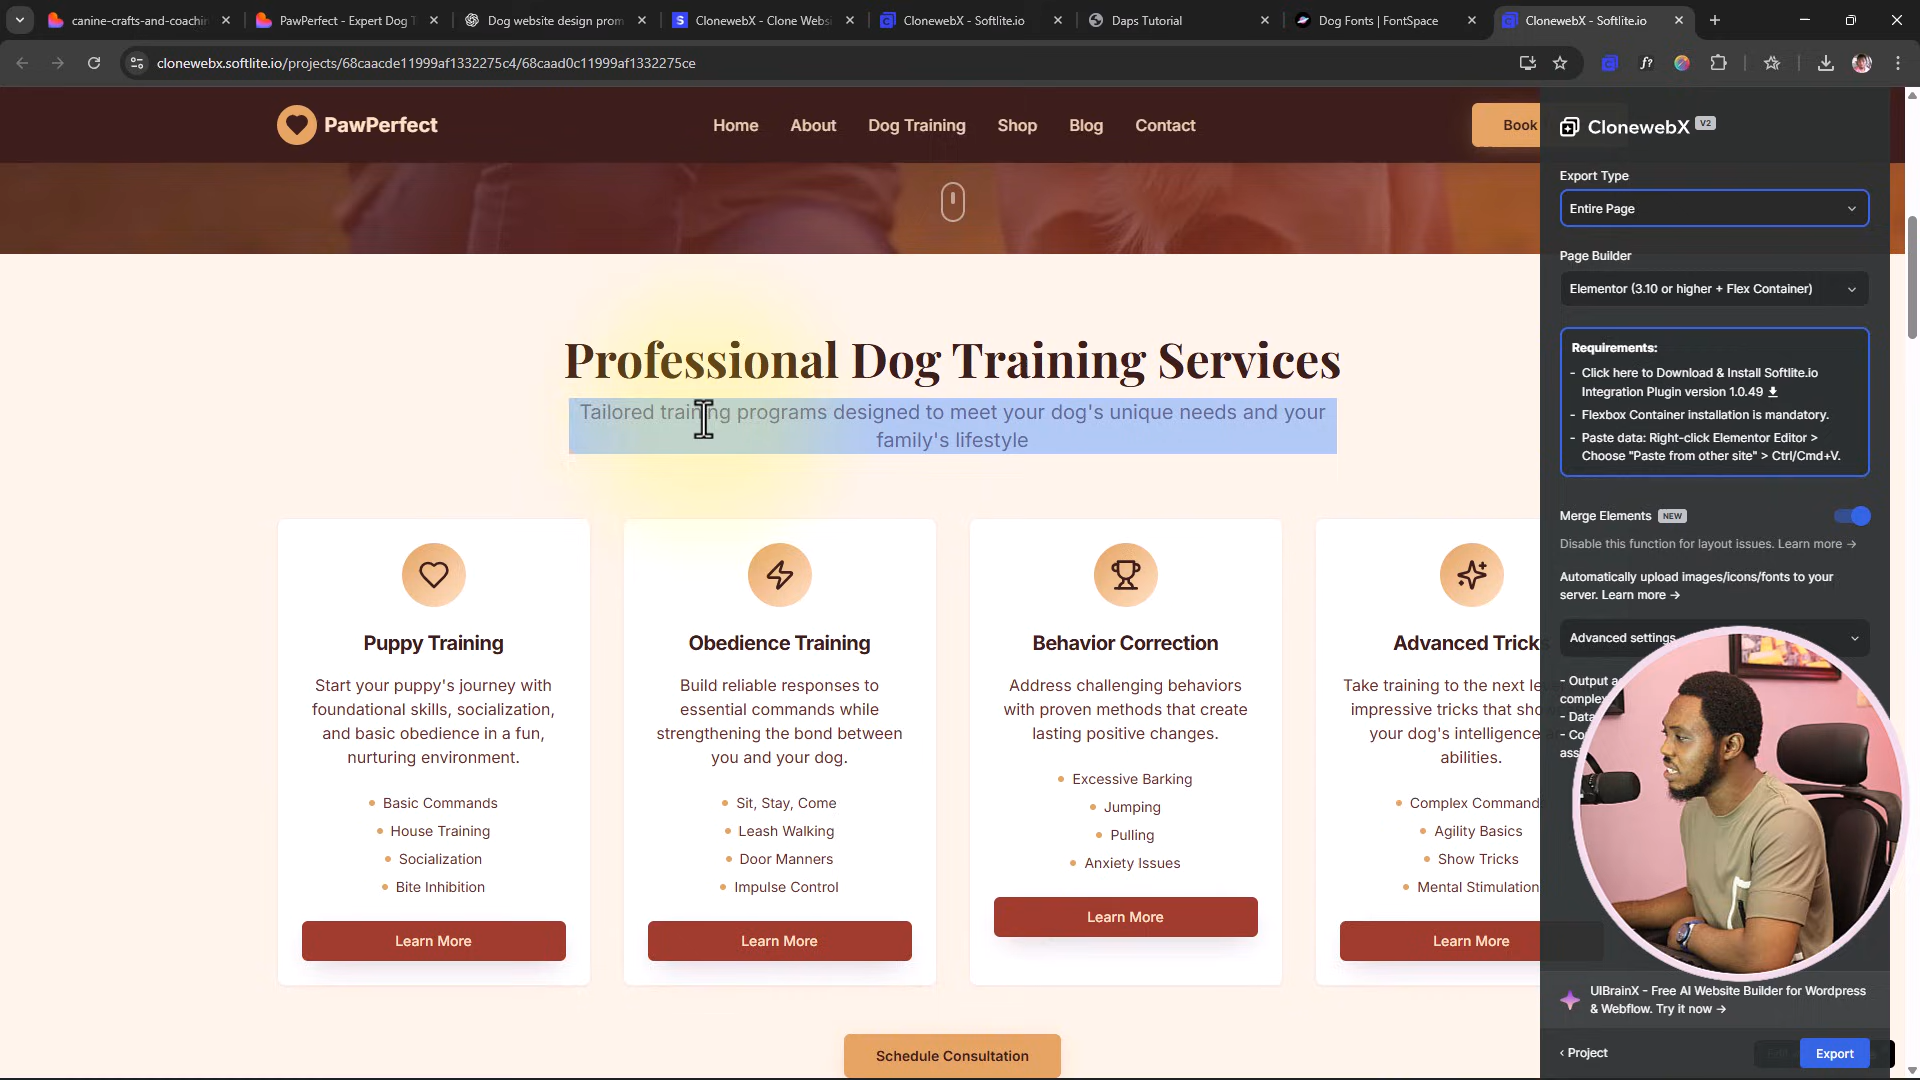 canine-crafts-and-coachin
PawPerfect - Expert Dog T
Dog website design prom
ClonewebX - Clone Websi
ClonewebX - Softlite.io
Daps Tutorial
Dog Fonts | FontSpace
ClonewebX - Softlite.io
clonewebx.softlite.io/projects/68caacde11999af1332275c4/68caad0c11999af1332275ce
PawPerfect
Home
About
Dog Training
Shop
Blog
Contact
Book
Professional Dog Training Services
Tailored training programs designed to meet your dog's unique needs and your
family's lifestyle
Puppy Training
Start your puppy's journey with
foundational skills, socialization,
and basic obedience in a fun,
nurturing environment.
Basic Commands
House Training
Socialization
Bite Inhibition
Learn More
Obedience Training
Build reliable responses to
essential commands while
strengthening the bond between
you and your dog.
Sit, Stay, Come
Leash Walking
Door Manners
Impulse Control
Learn More
Behavior Correction
Address challenging behaviors
with proven methods that create
lasting positive changes.
Excessive Barking
Jumping
Pulling
Anxiety Issues
Learn More
Advanced Tricks
Take training to the next le
impressive tricks that sho
your dog's intelligence
abilities.
Complex Command
Agility Basics
Show Tricks
Mental Stimulation
Learn More
Schedule Consultation
ClonewebX V2
Export Type
Entire Page
Page Builder
Elementor (3.10 or higher + Flex Container)
Requirements:
- Click here to Download & Install Softlite.io
Integration Plugin version 1.0.49
- Flexbox Container installation is mandatory.
- Paste data: Right-click Elementor Editor >
Choose "Paste from other site" > Ctrl/Cmd+V.
Merge Elements NEW
Disable this function for layout issues. Learn more →
Automatically upload images/icons/fonts to your
server. Learn more →
Advanced settings
- Output a
complex
- Data
- Co
assi
UIBrainX - Free AI Website Builder for Wordpress
& Webflow. Try it now →
‹ Project
Export